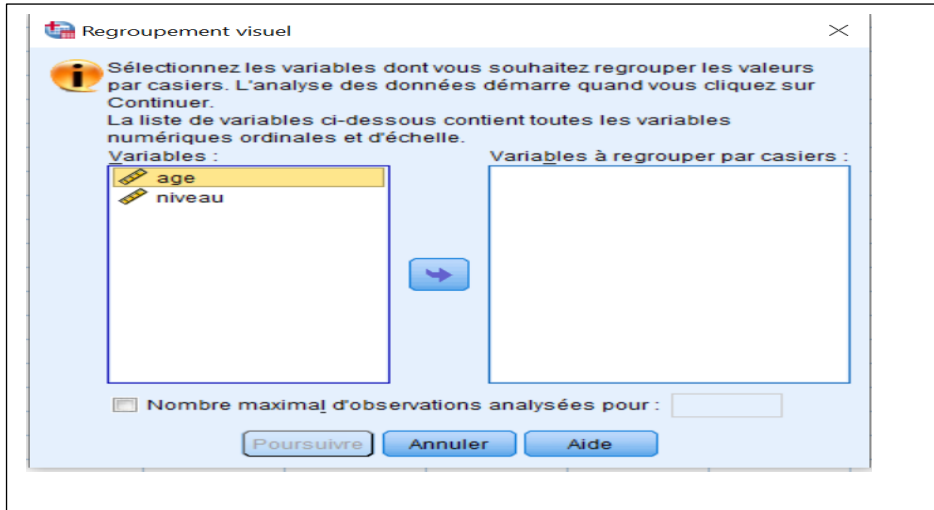 Regroupement visuel
Sélectionnez les variables dont vous souhaitez regrouper les valeurs
par casiers. L'analyse des données démarre quand vous cliquez sur
Continuer.
La liste de variables ci-dessous contient toutes les variables
numériques ordinales et d'échelle.
Variables :
Variables à regrouper par casiers :
age
niveau
Nombre maximal d'observations analysées pour :
Poursuivre
Annuler
Aide